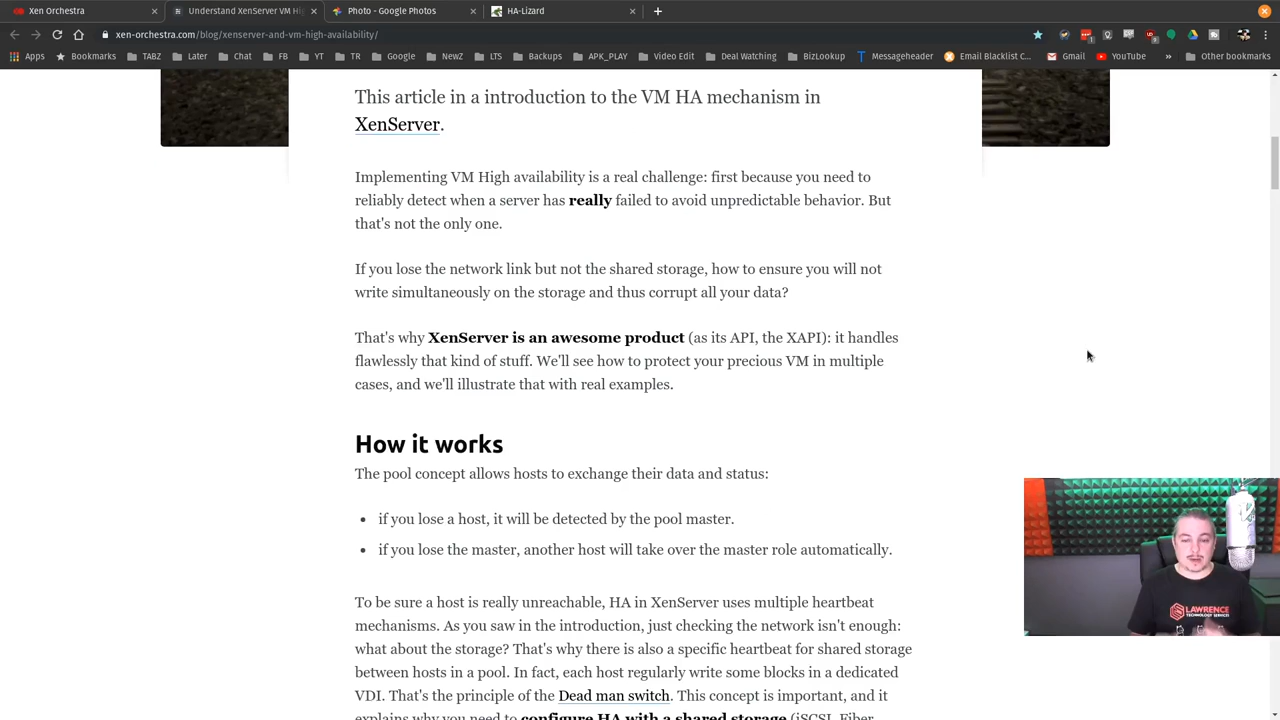 Xen Orchestra
Understand XenServer VM Hi
Photo - Google Photos
HA-Lizard
xen-orchestra.com/blog/xenserver-and-vm-high-availability/
Apps Bookmarks TABZ Later Chat FB YT TR Google NewZ LTS Backups APK_PLAY Video Edit Deal Watching BizLookup Messageheader Email Blacklist C... Gmail YouTube » Other bookmarks
This article in a introduction to the VM HA mechanism in
XenServer.
Implementing VM High availability is a real challenge: first because you need to
reliably detect when a server has really failed to avoid unpredictable behavior. But
that's not the only one.
If you lose the network link but not the shared storage, how to ensure you will not
write simultaneously on the storage and thus corrupt all your data?
That's why XenServer is an awesome product (as its API, the XAPI): it handles
flawlessly that kind of stuff. We'll see how to protect your precious VM in multiple
cases, and we'll illustrate that with real examples.
How it works
The pool concept allows hosts to exchange their data and status:
• if you lose a host, it will be detected by the pool master.
• if you lose the master, another host will take over the master role automatically.
To be sure a host is really unreachable, HA in XenServer uses multiple heartbeat
mechanisms. As you saw in the introduction, just checking the network isn't enough:
what about the storage? That's why there is also a specific heartbeat for shared storage
between hosts in a pool. In fact, each host regularly write some blocks in a dedicated
VDI. That's the principle of the Dead man switch. This concept is important, and it
explains why you need to configure HA with a shared storage (iSCSI, Fiber
LAWRENCE
TECHNOLOGY SERVICES